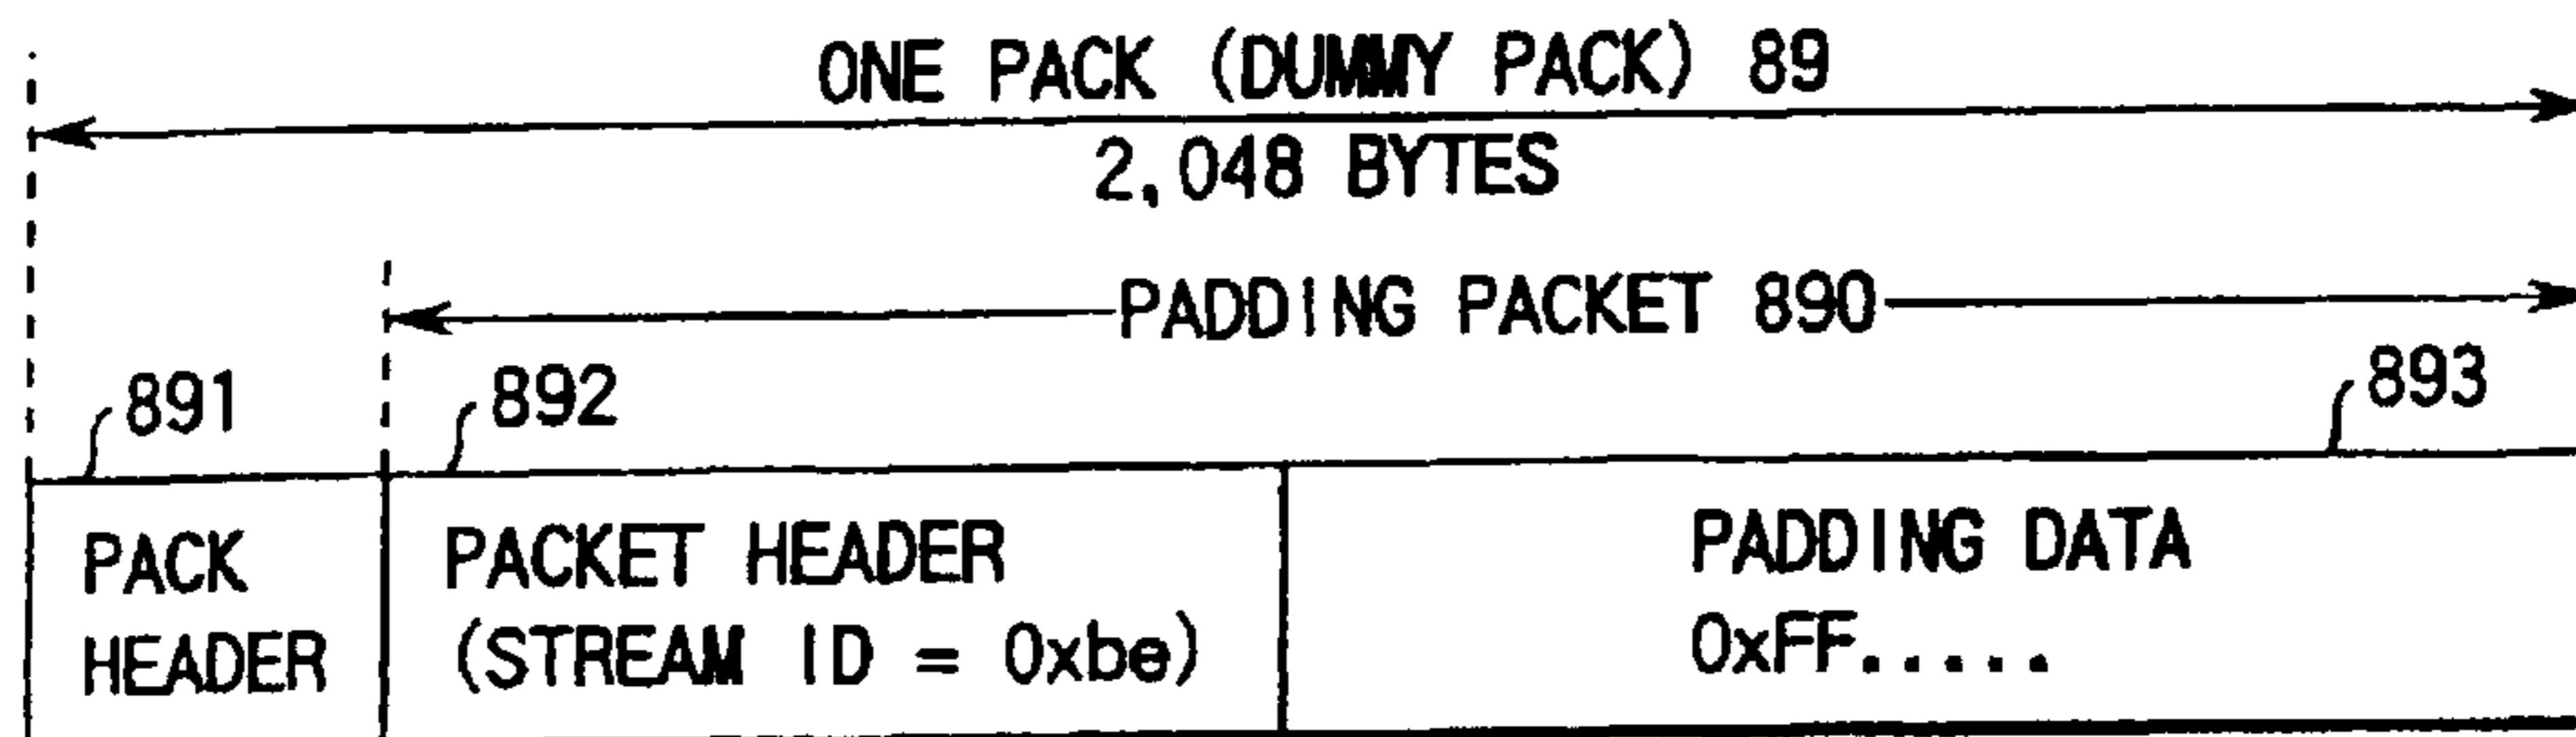 ONE PACK (DUMMY PACK) 89
2,048 BYTES
PADDING PACKET 890
891
892
893
PACK
HEADER
PACKET HEADER
(STREAM ID = 0xbe)
PADDING DATA
0xFF.....